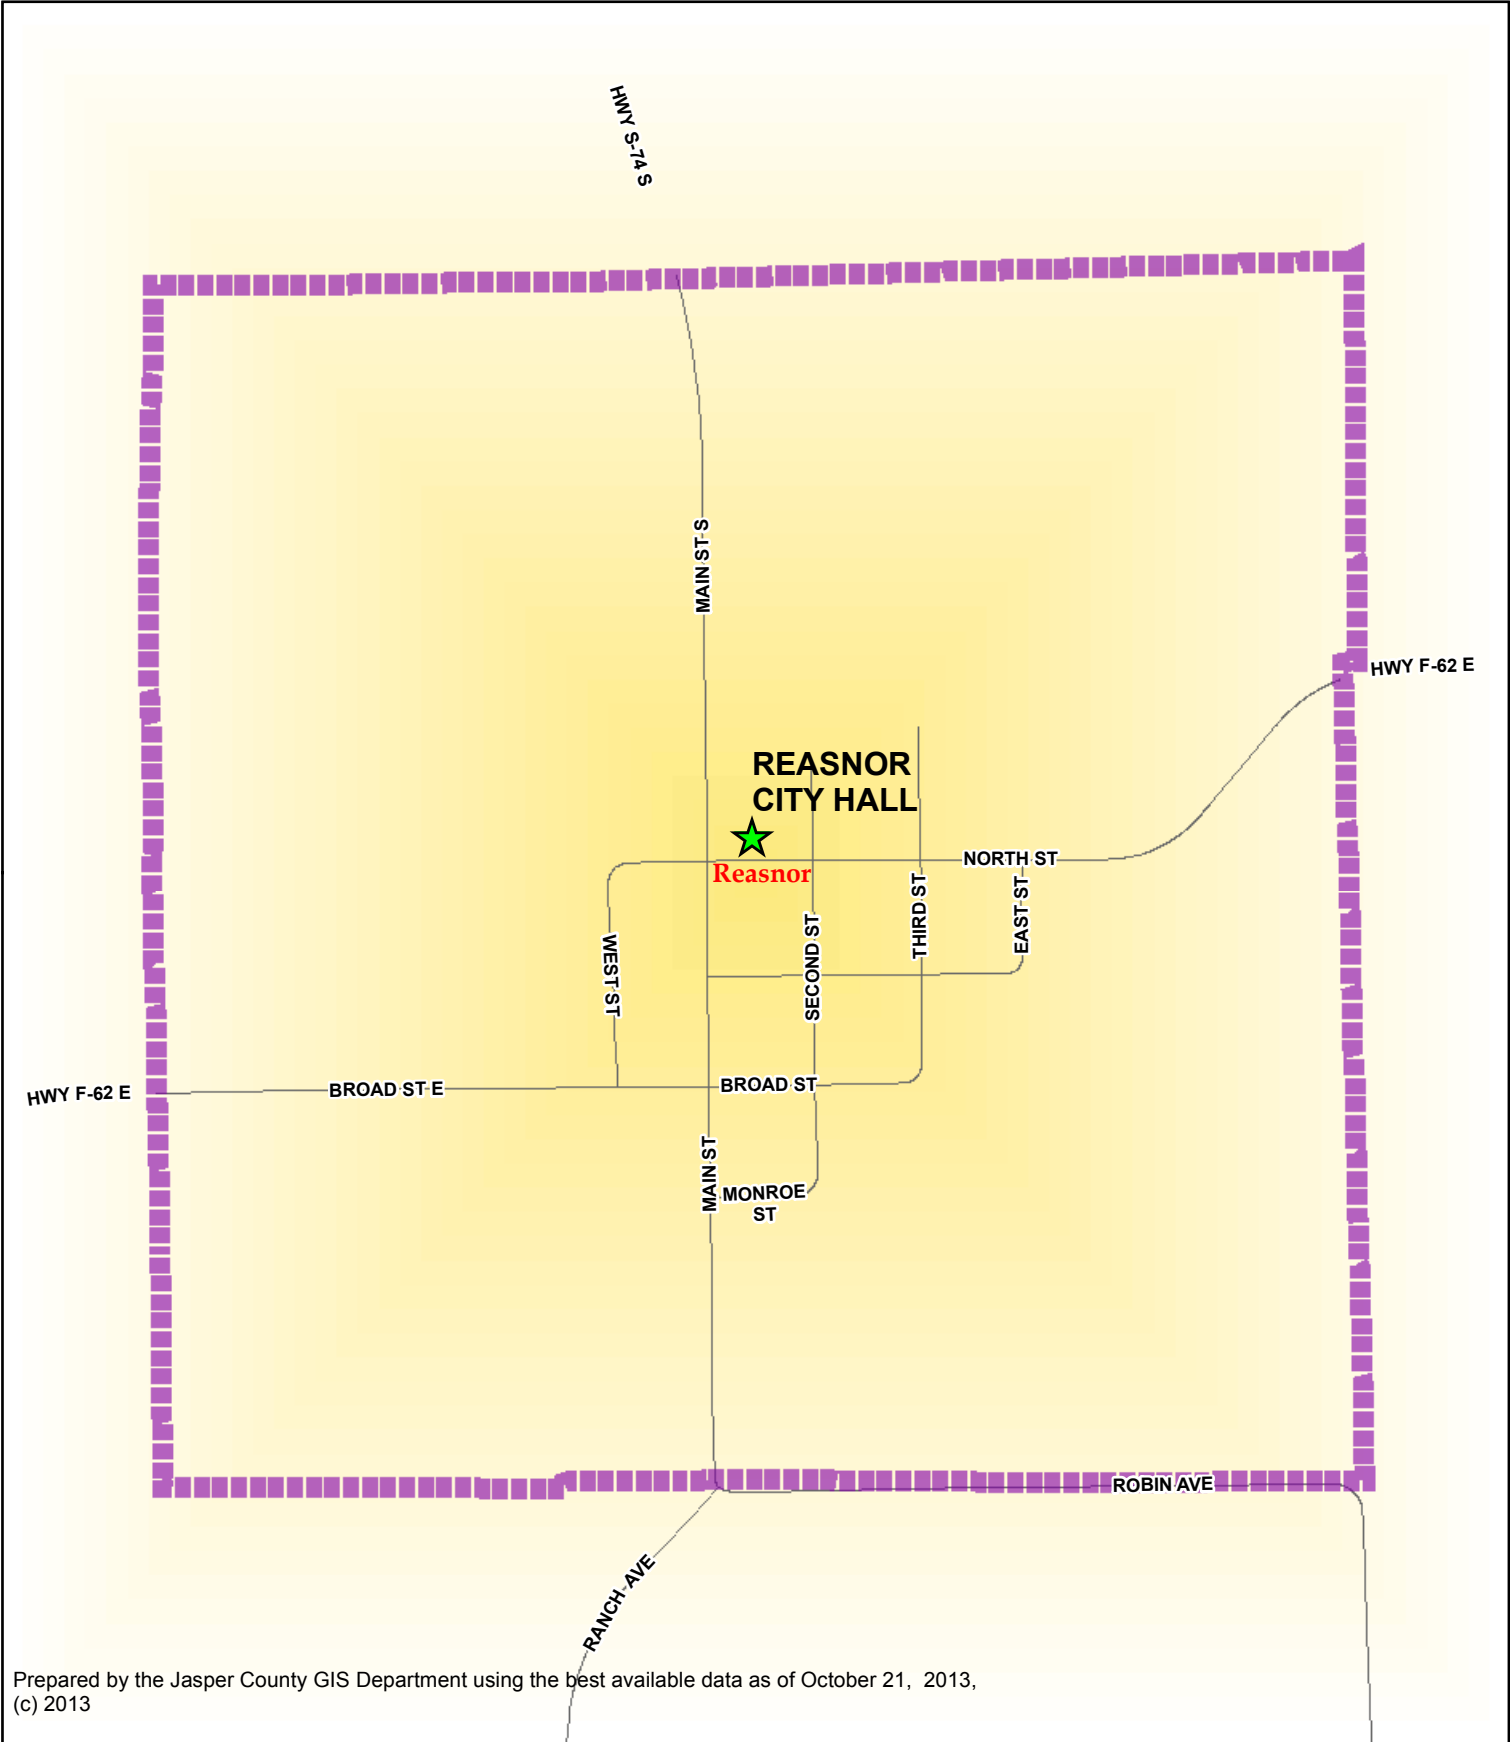 HWY S-74 S
MAIN ST S
HWY F-62 E
REASNOR
CITY HALL
Reasnor
NORTH ST
THIRD ST
EAST ST
SECOND ST
WEST ST
HWY F-62 E
BROAD ST E
BROAD ST
MAIN ST
MONROE
ST
ROBIN AVE
RANCH AVE
Prepared by the Jasper County GIS Department using the best available data as of October 21,  2013,
(c) 2013